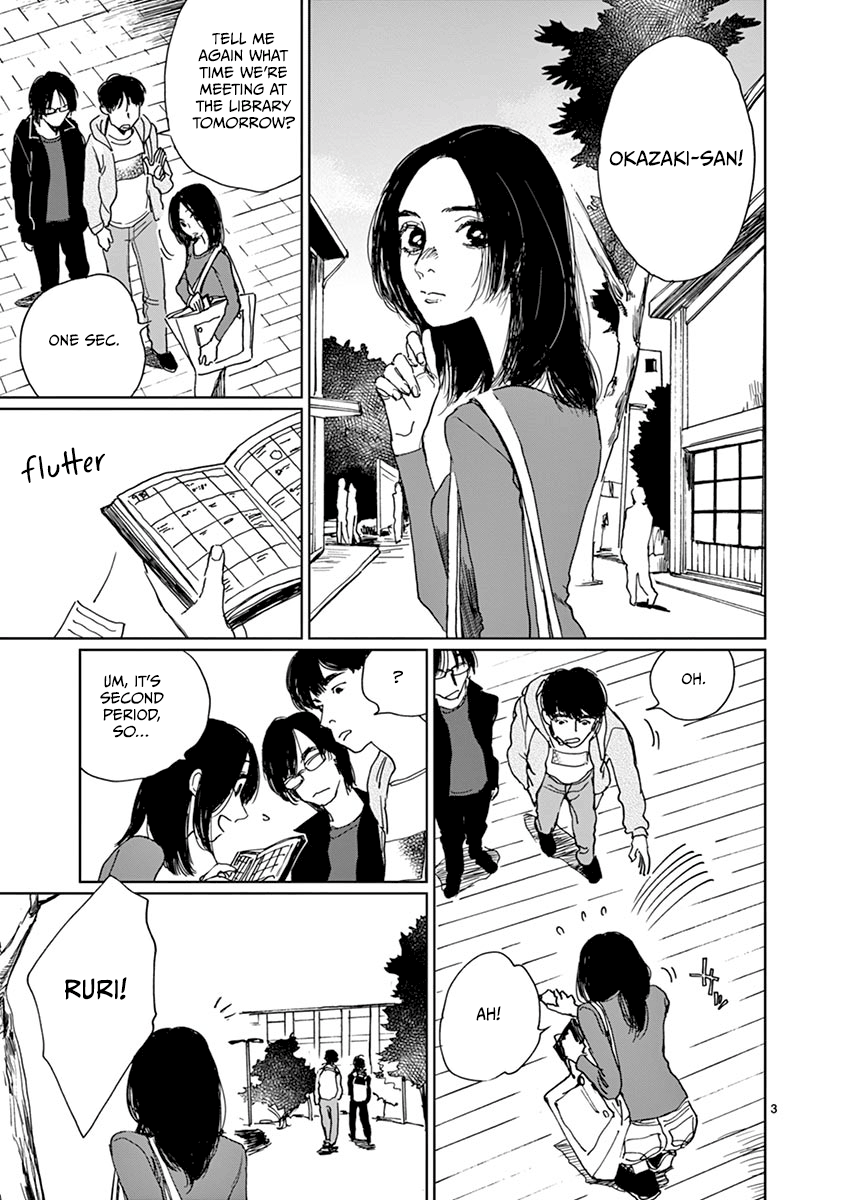 OKAZAKI-SAN!
TELL ME
AGAIN WHAT
TIME WE'RE
MEETING AT
THE LIBRARY
TOMORROW?
ONE SEC.
flutter
OH.
AH!
?
UM, IT'S
SECOND
PERIOD,
SO...
RURI!
3